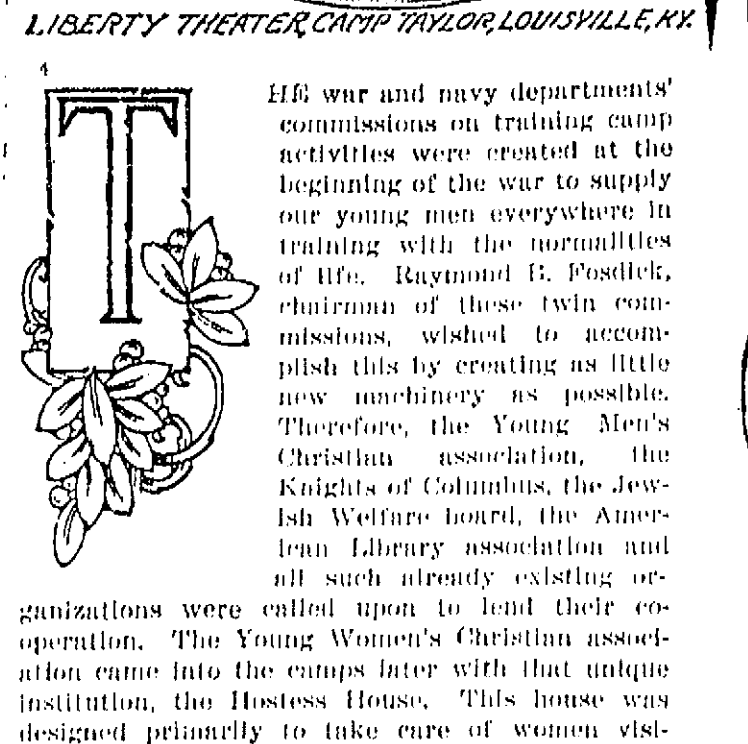 LIBERTY THEATER, CAMP TAYLOR, LOUISVILLE, KY.
THE war and navy departments'
commissions on training camp
activities were created at the
beginning of the war to supply
our young men everywhere in
training with the normalities
of life. Raymond B. Fosdick,
chairman of these twin com-
missions, wished to accom-
plish this by creating as little
new machinery as possible.
Therefore, the Young Men's
Christian association, the
Knights of Columbus, the Jew-
ish Welfare board, the Amer-
ican Library association and
all such already existing or-
ganizations were called upon to lend their co-
operation. The Young Women's Christian associ-
ation came into the camps later with that unique
institution, the Hostess House. This house was
designed primarily to take care of women visi-